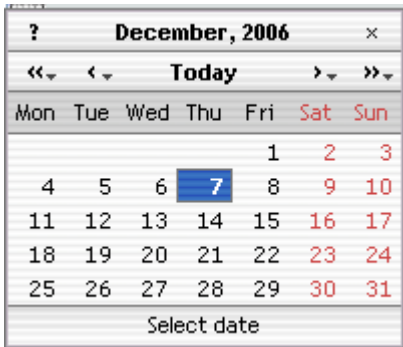 ? December, 2006 ×
‹‹ ‹ Today › ››
Mon Tue Wed Thu Fri Sat Sun
1 2 3
4 5 6 7 8 9 10
11 12 13 14 15 16 17
18 19 20 21 22 23 24
25 26 27 28 29 30 31
Select date